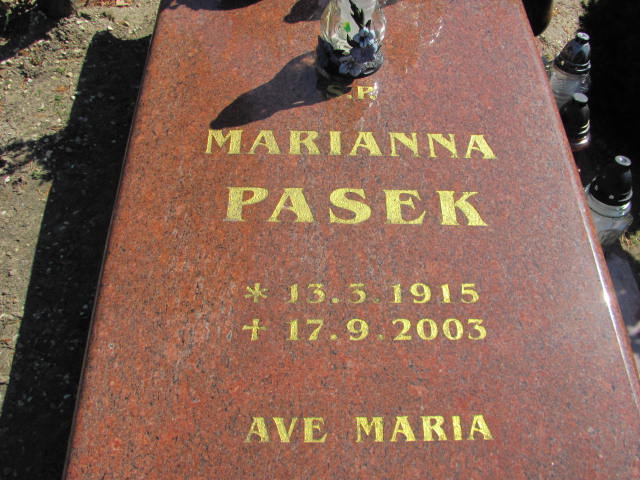 Ś.P.
MARIANNA
PASEK
* 13.3.1915
✝ 17.9.2003
AVE MARIA